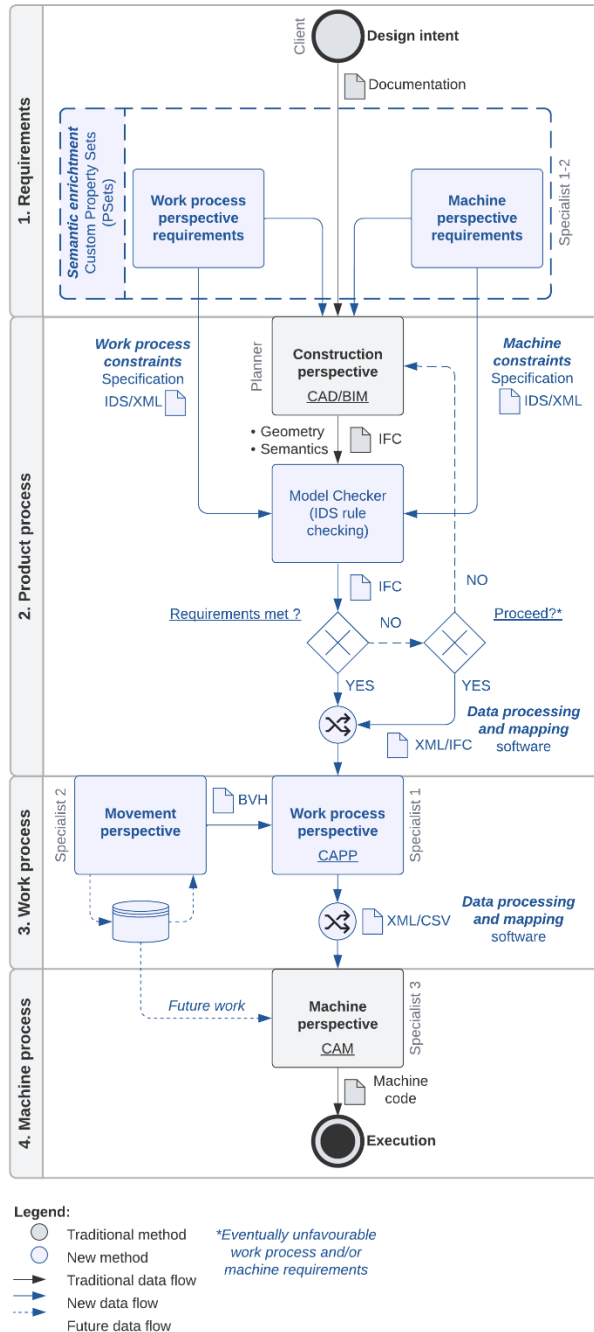 Client
Design intent
Documentation
1. Requirements
Semantic enrichtment
Custom Property Sets
(PSets)
Work process
perspective
requirements
Machine
perspective
requirements
Specialist 1-2
2. Product process
Work process
constraints
Specification
IDS/XML
Planner
Construction
perspective
CAD/BIM
Machine
constraints
Specification
IDS/XML
• Geometry
• Semantics
IFC
Model Checker
(IDS rule
checking)
IFC
NO
Requirements met ?
NO
Proceed?*
YES
YES
Data processing
and mapping
software
XML/IFC
3. Work process
Specialist 2
Movement
perspective
BVH
Work process
perspective
CAPP
Specialist 1
XML/CSV
Data processing
and mapping
software
4. Machine process
Future work
Machine
perspective
CAM
Specialist 3
Machine
code
Execution
Legend:
Traditional method
New method
Traditional data flow
New data flow
Future data flow
*Eventually unfavourable
work process and/or
machine requirements